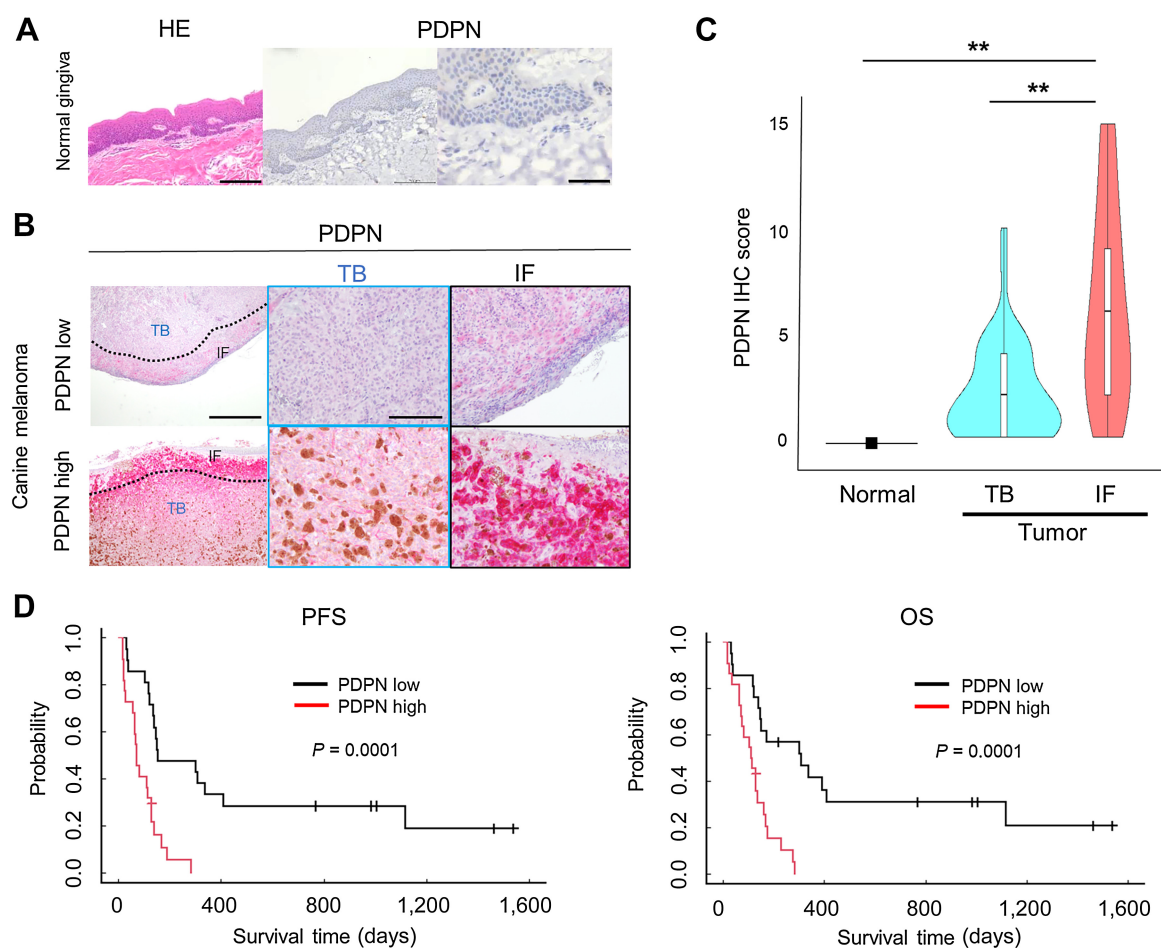 A
HE
PDPN
Normal gingiva
B
PDPN
TB
IF
Canine melanoma
PDPN low
TB
IF
PDPN high
IF
TB
C
**
**
PDPN IHC score
15
10
5
0
Normal
TB
IF
Tumor
D
PFS
Probability
1.0
0.8
0.6
0.4
0.2
0.0
PDPN low
PDPN high
P = 0.0001
0
400
800
1,200
1,600
Survival time (days)
OS
Probability
1.0
0.8
0.6
0.4
0.2
0.0
PDPN low
PDPN high
P = 0.0001
0
400
800
1,200
1,600
Survival time (days)